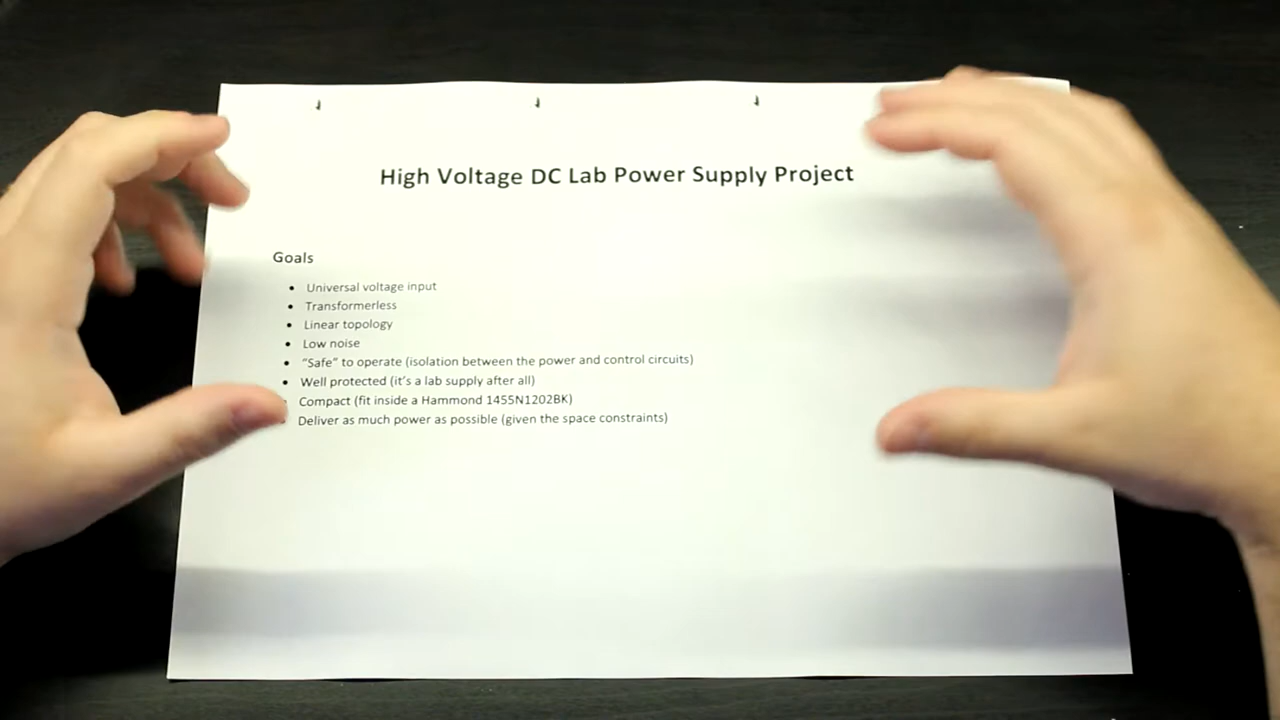 High Voltage DC Lab Power Supply Project
Goals
• Universal voltage input
• Transformerless
• Linear topology
• Low noise
• “Safe” to operate (isolation between the power and control circuits)
• Well protected (it’s a lab supply after all)
Compact (fit inside a Hammond 1455N1202BK)
Deliver as much power as possible (given the space constraints)